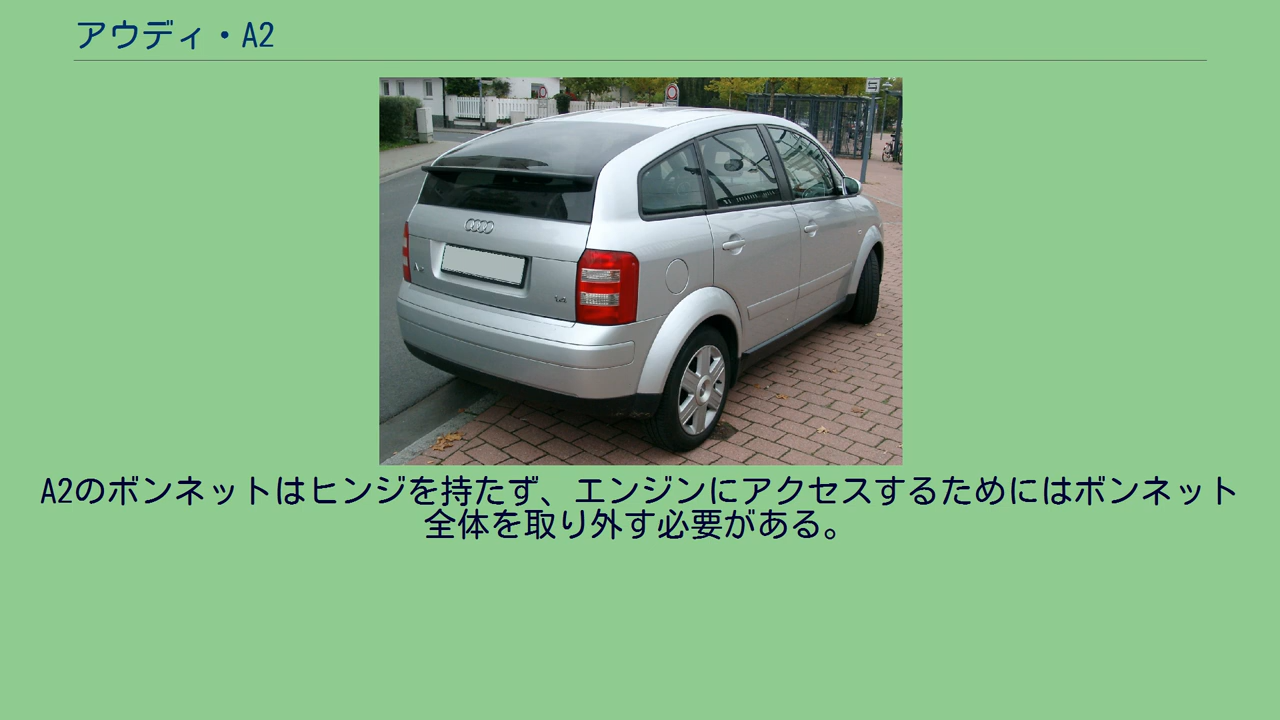 アウディ・A2
A2のボンネットはヒンジを持たず、エンジンにアクセスするためにはボンネット
全体を取り外す必要がある。